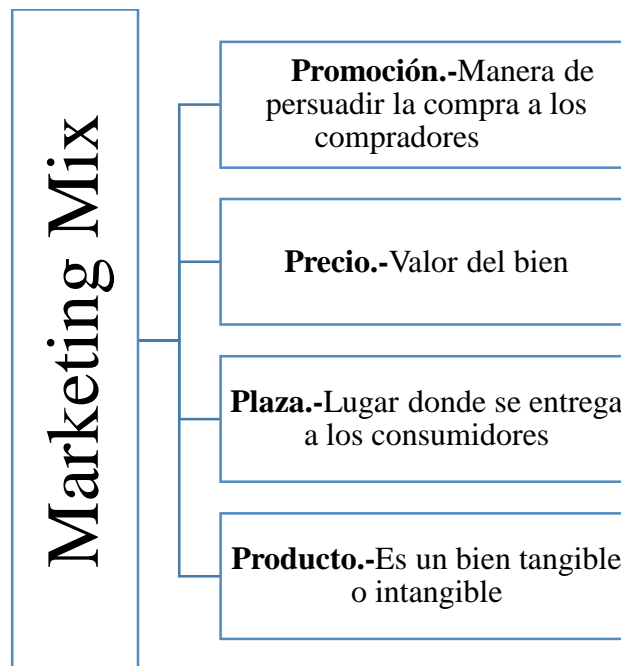 Marketing Mix
Promoción.-Manera de
persuadir la compra a los
compradores
Precio.-Valor del bien
Plaza.-Lugar donde se entrega
a los consumidores
Producto.-Es un bien tangible
o intangible